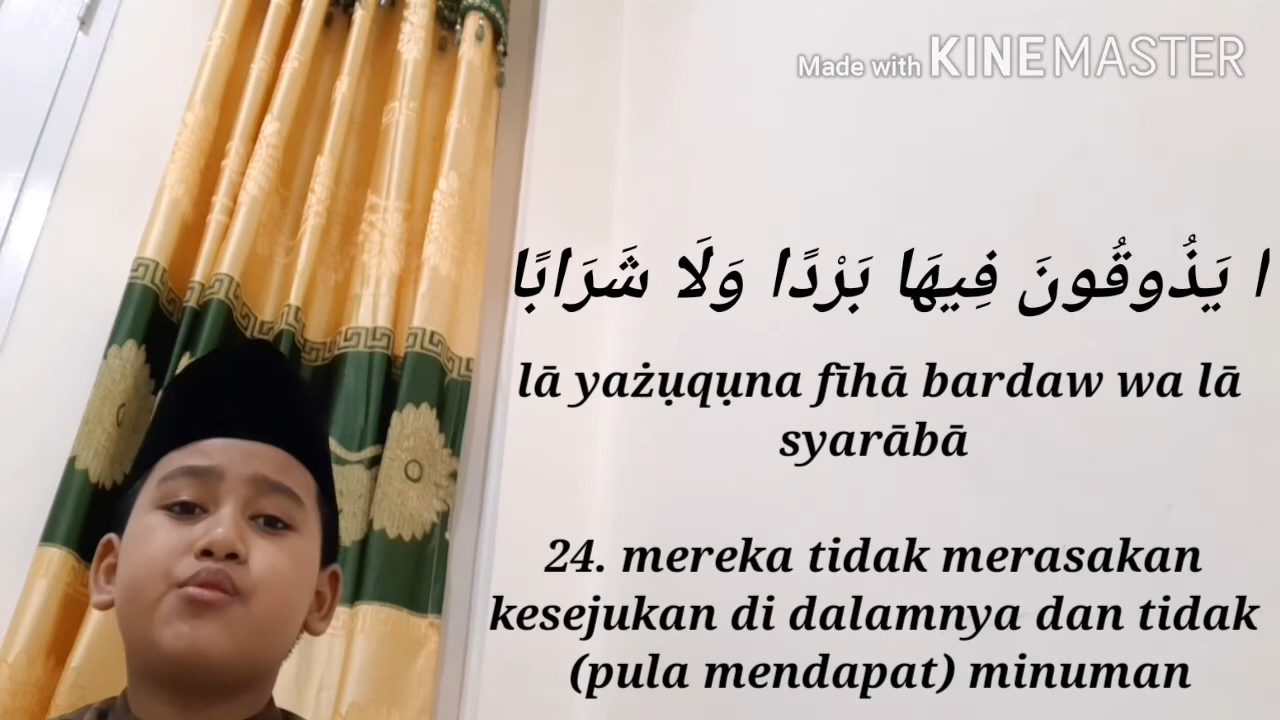 Made with KINEMASTER
ا يَذُوقُونَ فِيهَا بَرْدًا وَلَا شَرَابًا
lā yażụqụna fīhā bardaw wa lā
syarābā
24. mereka tidak merasakan
kesejukan di dalamnya dan tidak
(pula mendapat) minuman